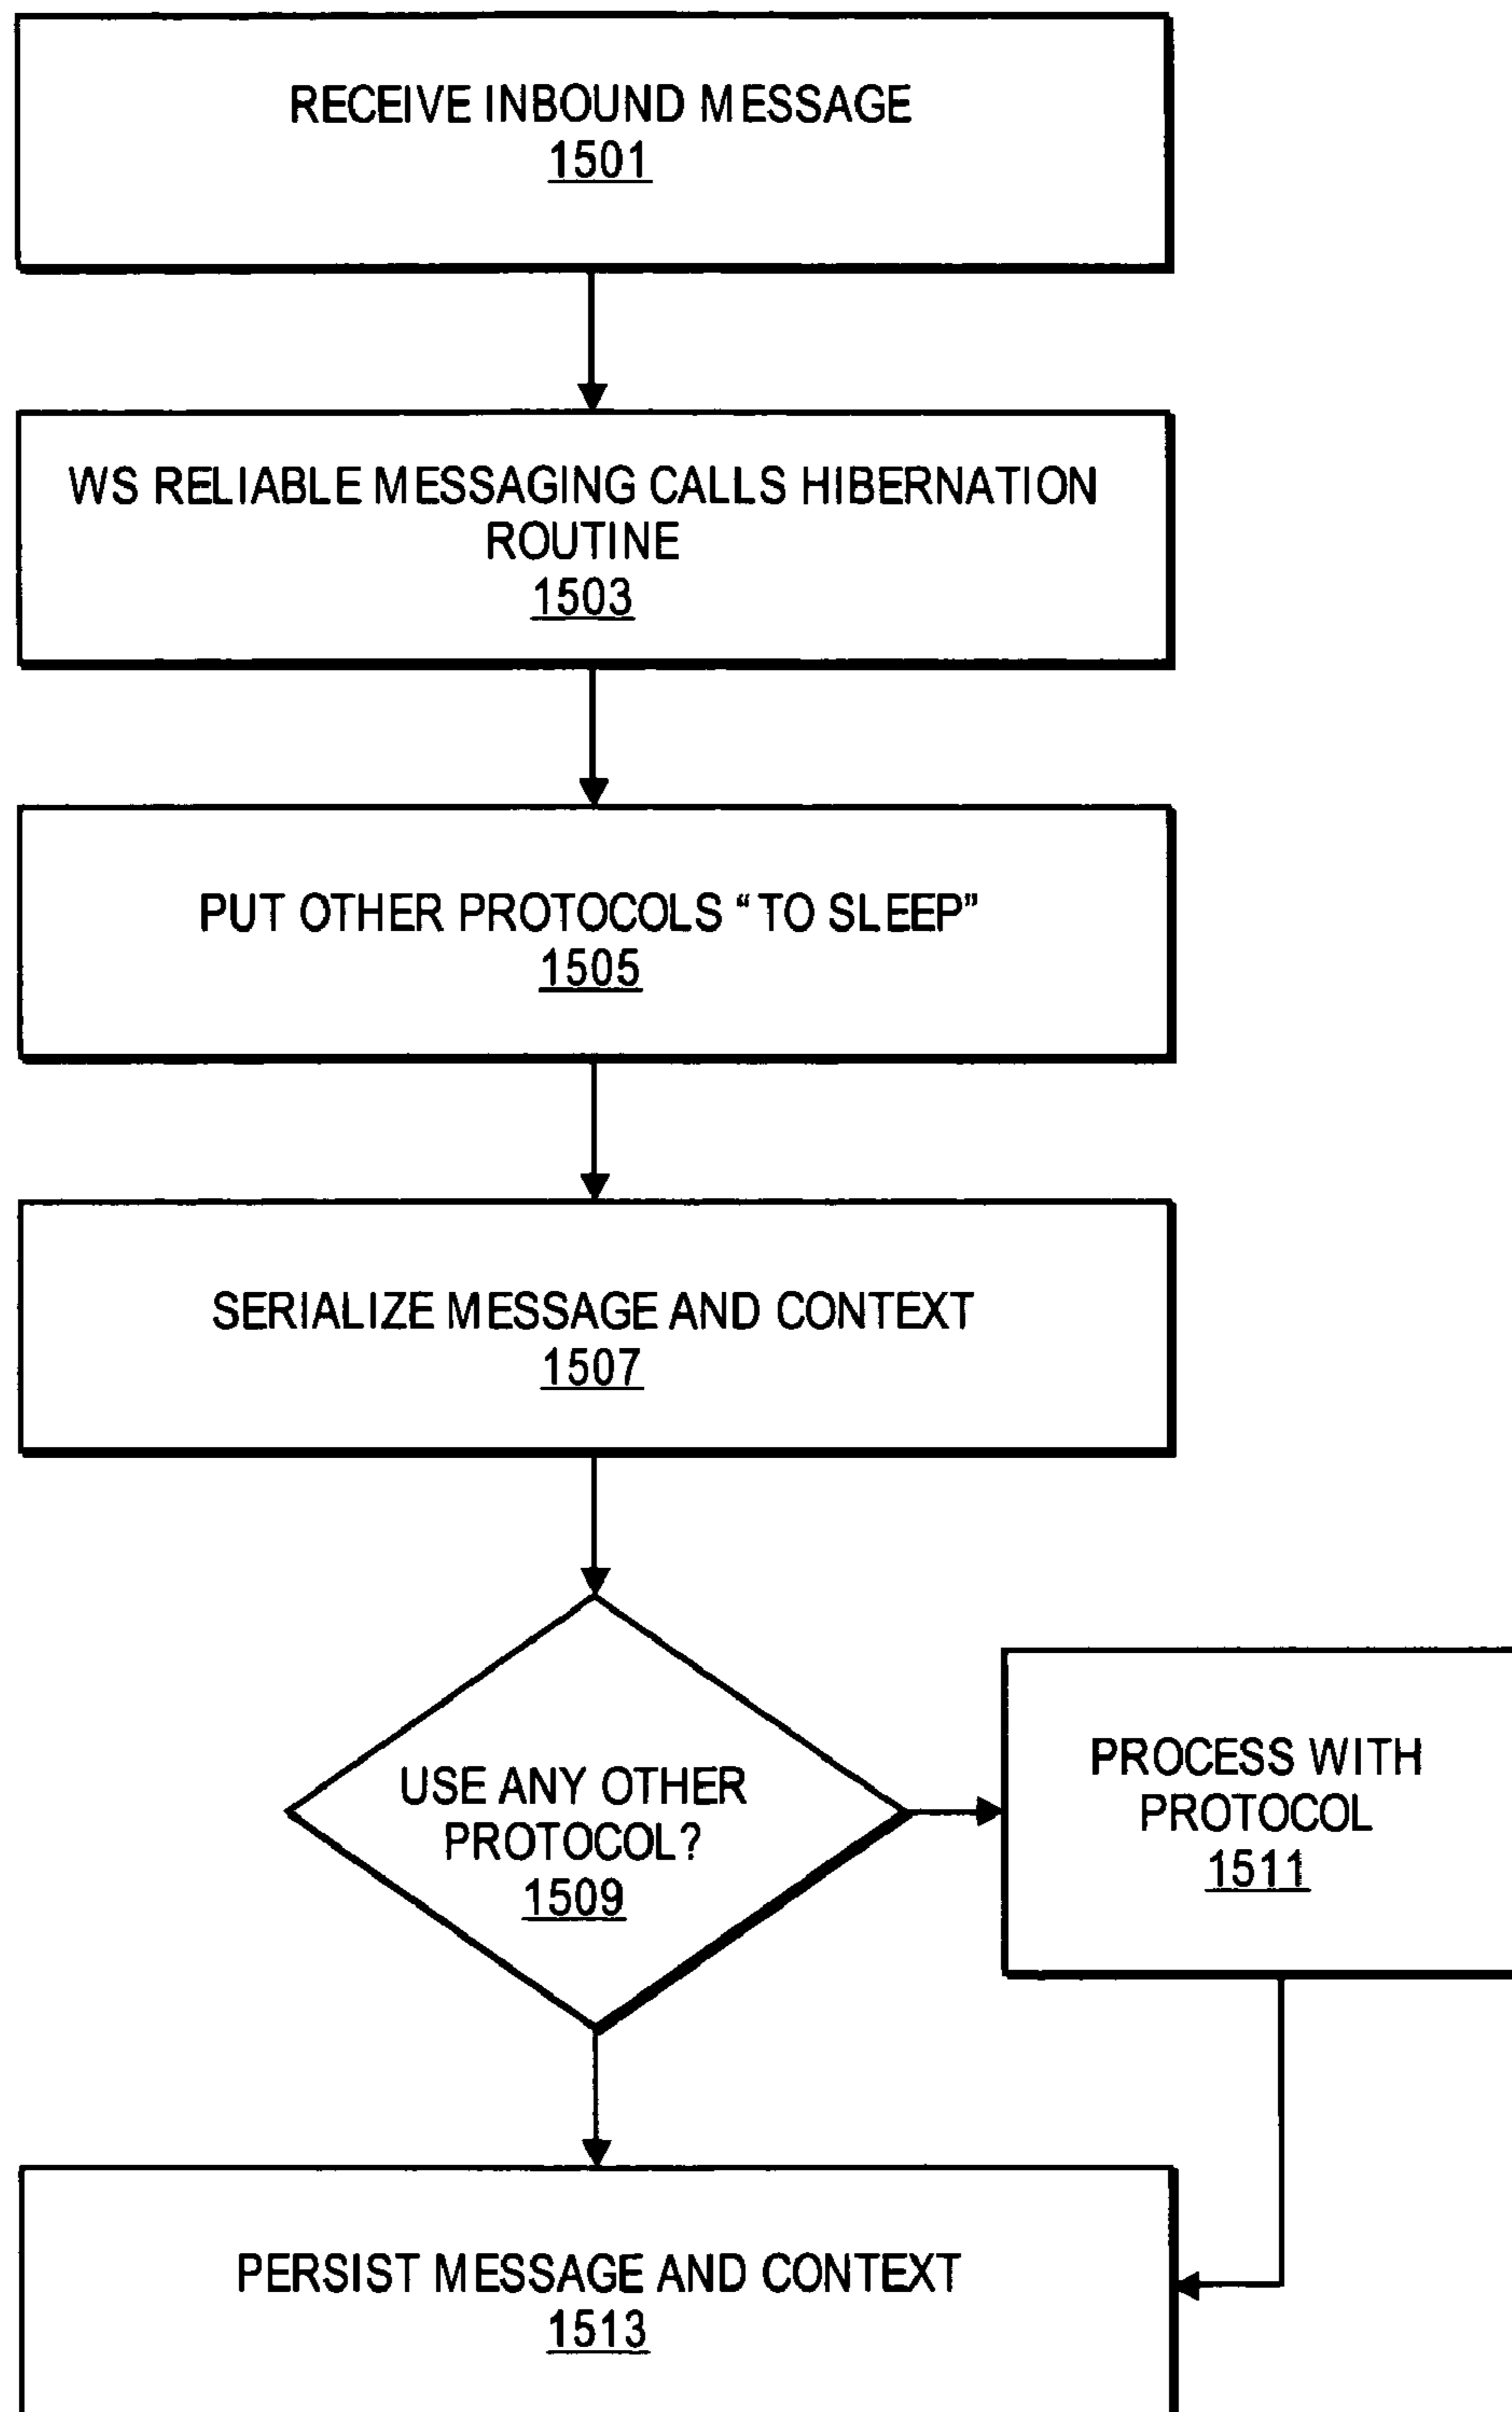 RECEIVE INBOUND MESSAGE
1501
WS RELIABLE MESSAGING CALLS HIBERNATION
ROUTINE
1503
PUT OTHER PROTOCOLS “TO SLEEP”
1505
SERIALIZE MESSAGE AND CONTEXT
1507
USE ANY OTHER
PROTOCOL?
1509
PROCESS WITH
PROTOCOL
1511
PERSIST MESSAGE AND CONTEXT
1513